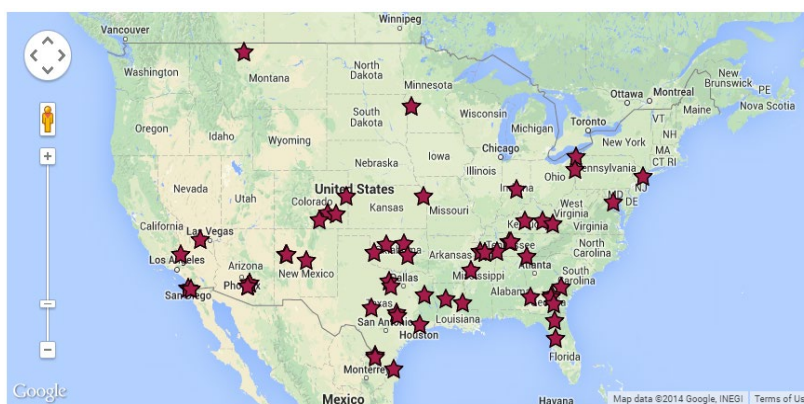 Vancouver
Winnipeg
Washington
Montana
North
Dakota
Minnesota
Ottawa
Montreal
New
Brunswick
PE
Nova Scotia
Maine
Oregon
Idaho
Wyoming
South
Dakota
Wisconsin
Michigan
Toronto
VT
NH
New York
MA
CT RI
Nebraska
Iowa
Chicago
Illinois
Ohio
Pennsylvania
NJ
MD
DE
Nevada
Utah
United States
Colorado
Kansas
Missouri
West
Virginia
Virginia
California
Las Vegas
Los Angeles
San Diego
Arizona
New Mexico
Arkansas
Mississippi
North
Carolina
Atlanta
South
Carolina
Alabama
Dallas
Louisiana
Houston
Florida
Monterrey
Mexico
Havana
Google
Map data ©2014 Google, INEGI
Terms of Us